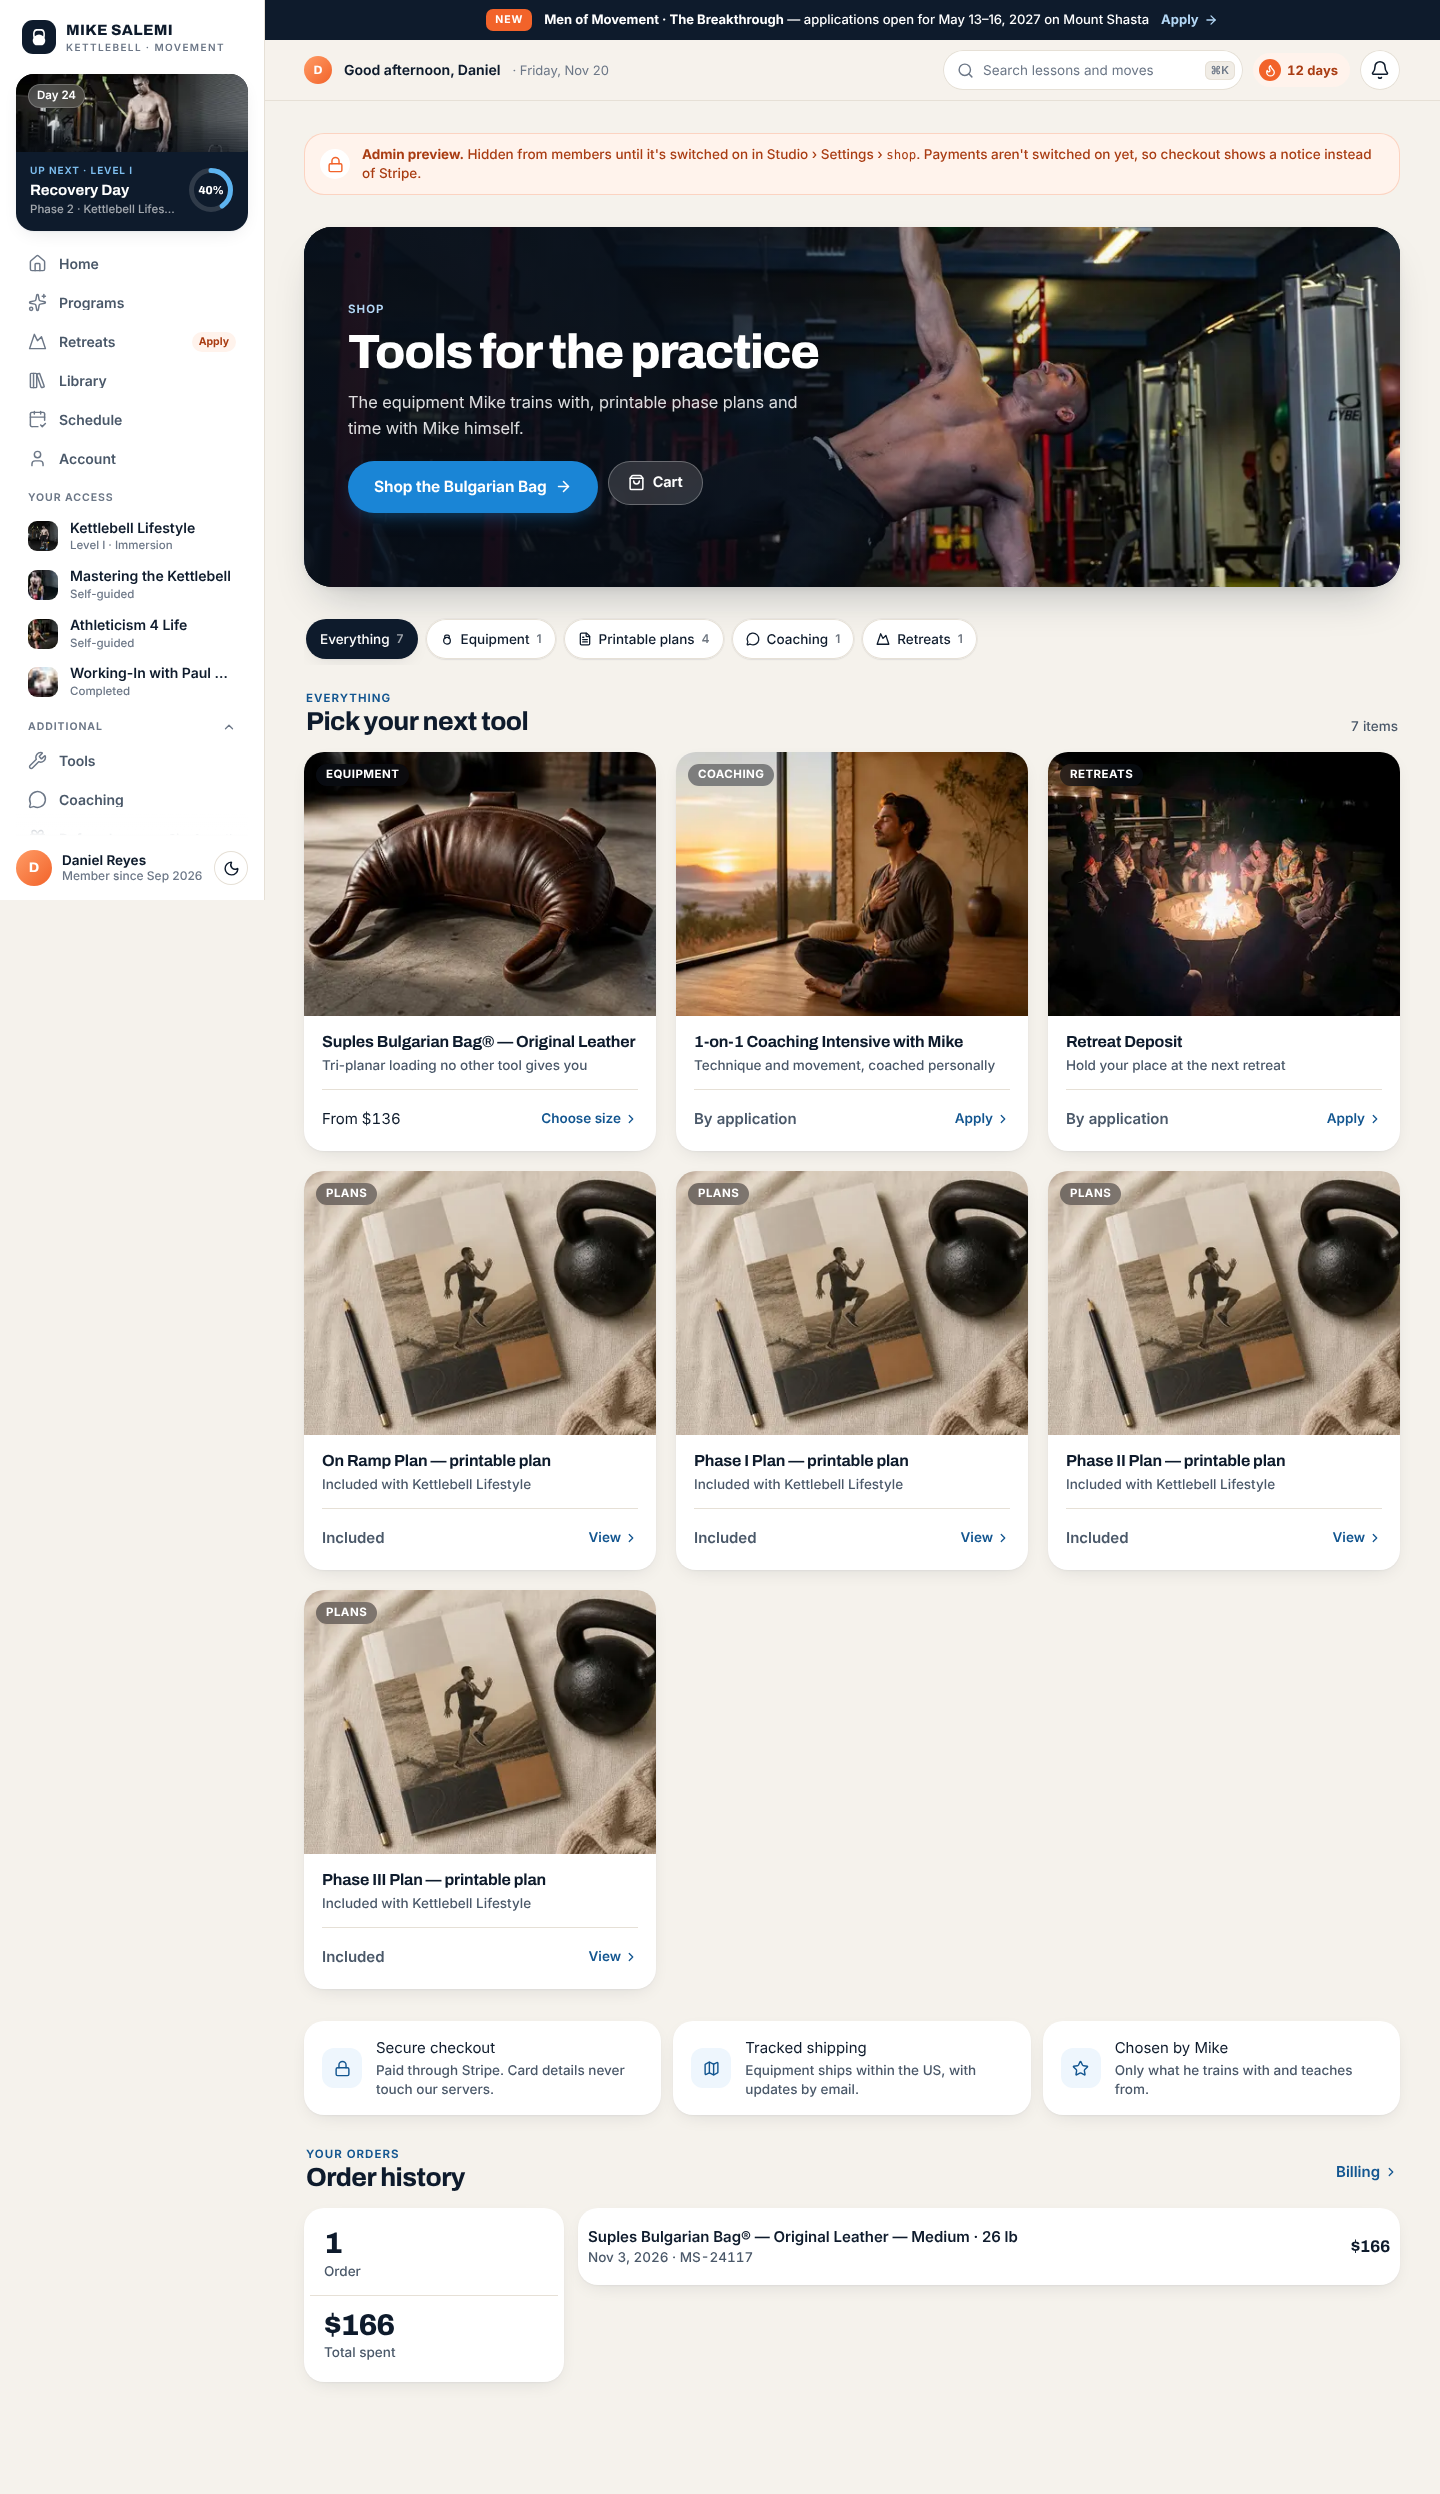 MIKE SALEMI
KETTLEBELL · MOVEMENT
Day 24
UP NEXT · LEVEL I
Recovery Day
Phase 2 · Kettlebell Lifes...
40%
Home
Programs
Retreats
Apply
Library
Schedule
Account
YOUR ACCESS
Kettlebell Lifestyle
Level I · Immersion
Mastering the Kettlebell
Self-guided
Athleticism 4 Life
Self-guided
Working-In with Paul ...
Completed
ADDITIONAL
Tools
Coaching
D
Daniel Reyes
Member since Sep 2026
NEW Men of Movement · The Breakthrough — applications open for May 13–16, 2027 on Mount Shasta Apply →
D Good afternoon, Daniel · Friday, Nov 20
Search lessons and moves ⌘K
12 days
Admin preview. Hidden from members until it's switched on in Studio › Settings › shop. Payments aren't switched on yet, so checkout shows a notice instead
of Stripe.
SHOP
Tools for the practice
The equipment Mike trains with, printable phase plans and
time with Mike himself.
Shop the Bulgarian Bag →
Cart
CYBEX
Everything 7
Equipment 1
Printable plans 4
Coaching 1
Retreats 1
EVERYTHING
Pick your next tool
7 items
EQUIPMENT
Suples Bulgarian Bag® — Original Leather
Tri-planar loading no other tool gives you
From $136
Choose size ›
COACHING
1-on-1 Coaching Intensive with Mike
Technique and movement, coached personally
By application
Apply ›
RETREATS
Retreat Deposit
Hold your place at the next retreat
By application
Apply ›
PLANS
On Ramp Plan — printable plan
Included with Kettlebell Lifestyle
Included
View ›
PLANS
Phase I Plan — printable plan
Included with Kettlebell Lifestyle
Included
View ›
PLANS
Phase II Plan — printable plan
Included with Kettlebell Lifestyle
Included
View ›
PLANS
Phase III Plan — printable plan
Included with Kettlebell Lifestyle
Included
View ›
Secure checkout
Paid through Stripe. Card details never
touch our servers.
Tracked shipping
Equipment ships within the US, with
updates by email.
Chosen by Mike
Only what he trains with and teaches
from.
YOUR ORDERS
Order history
Billing ›
1
Order
$166
Total spent
Suples Bulgarian Bag® — Original Leather — Medium · 26 lb
Nov 3, 2026 · MS-24117
$166